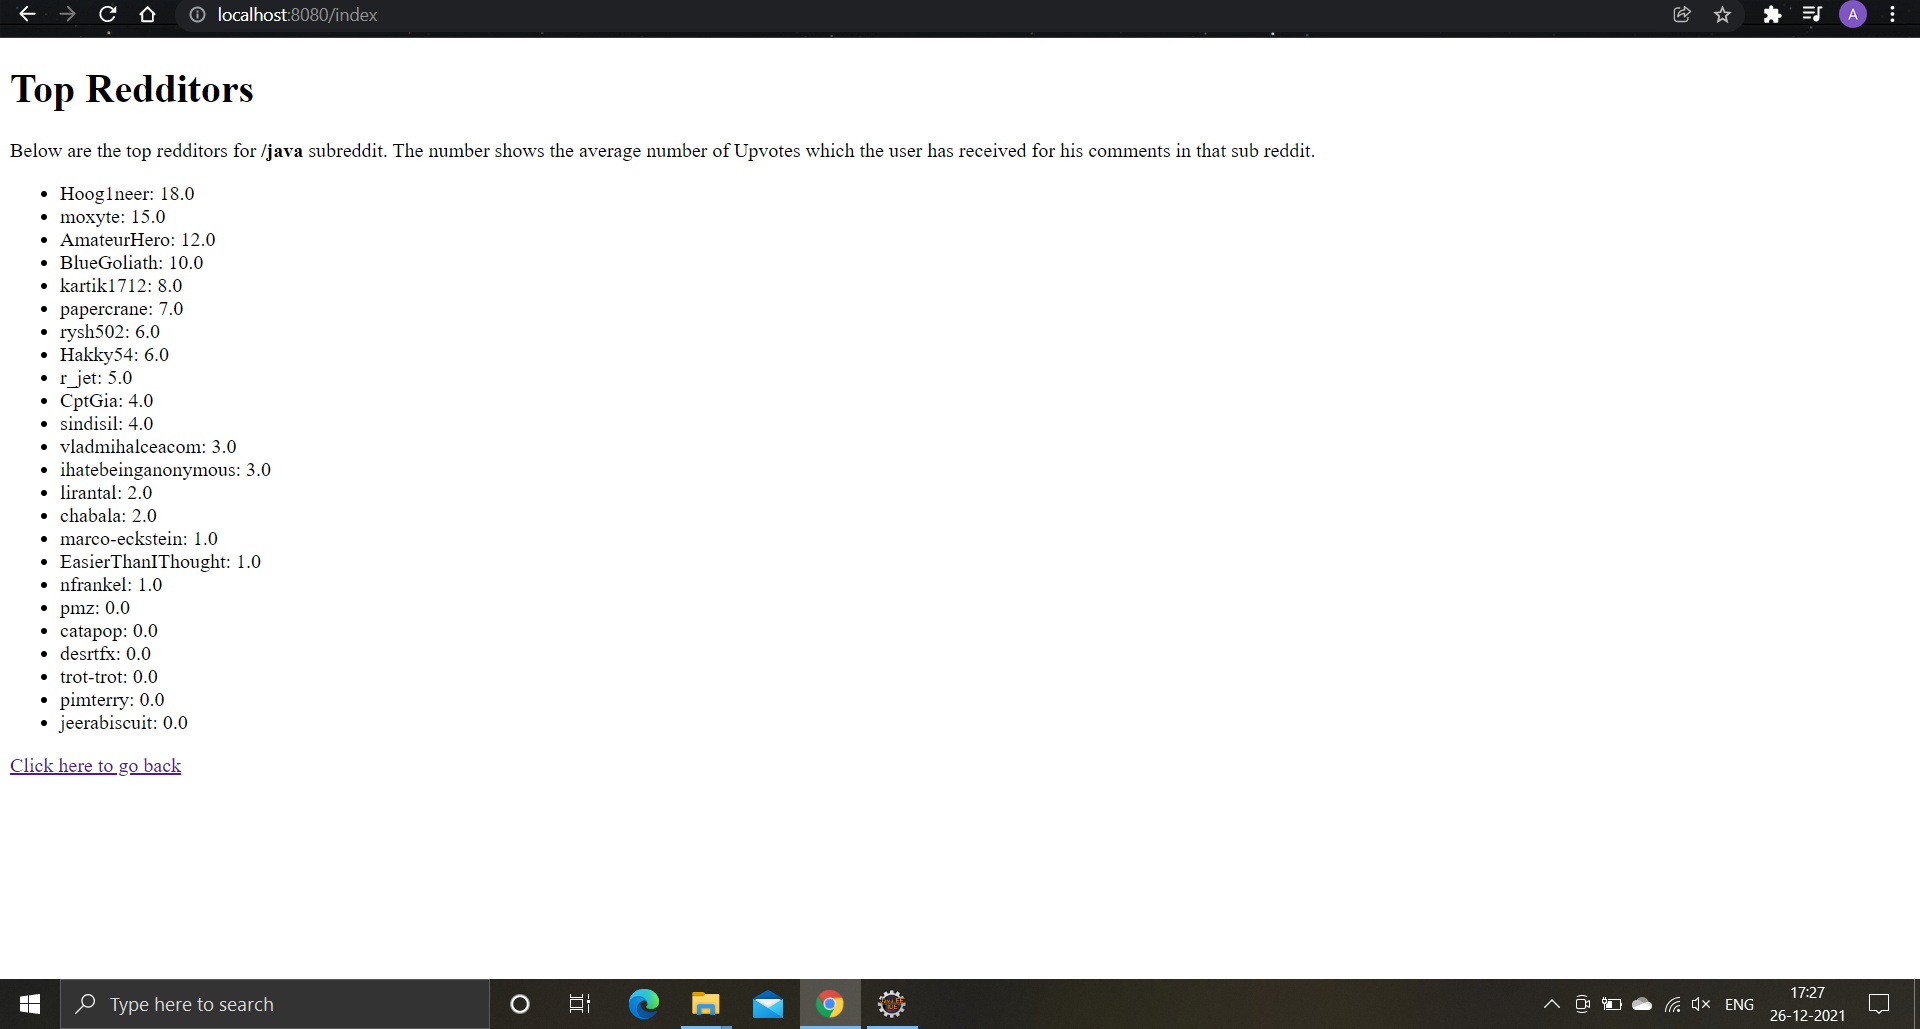 localhost:8080/index
A
Top Redditors
Below are the top redditors for /java subreddit. The number shows the average number of Upvotes which the user has received for his comments in that sub reddit.
Hoog1neer: 18.0
moxyte: 15.0
AmateurHero: 12.0
BlueGoliath: 10.0
kartik1712: 8.0
papercrane: 7.0
rysh502: 6.0
Hakky54: 6.0
r_jet: 5.0
CptGia: 4.0
sindisil: 4.0
vladmihalceacom: 3.0
ihatebeinganonymous: 3.0
lirantal: 2.0
chabala: 2.0
marco-eckstein: 1.0
EasierThanIThought: 1.0
nfrankel: 1.0
pmz: 0.0
catapop: 0.0
desrtfx: 0.0
trot-trot: 0.0
pimterry: 0.0
jeerabiscuit: 0.0
Click here to go back
Type here to search
ENG
17:27
26-12-2021